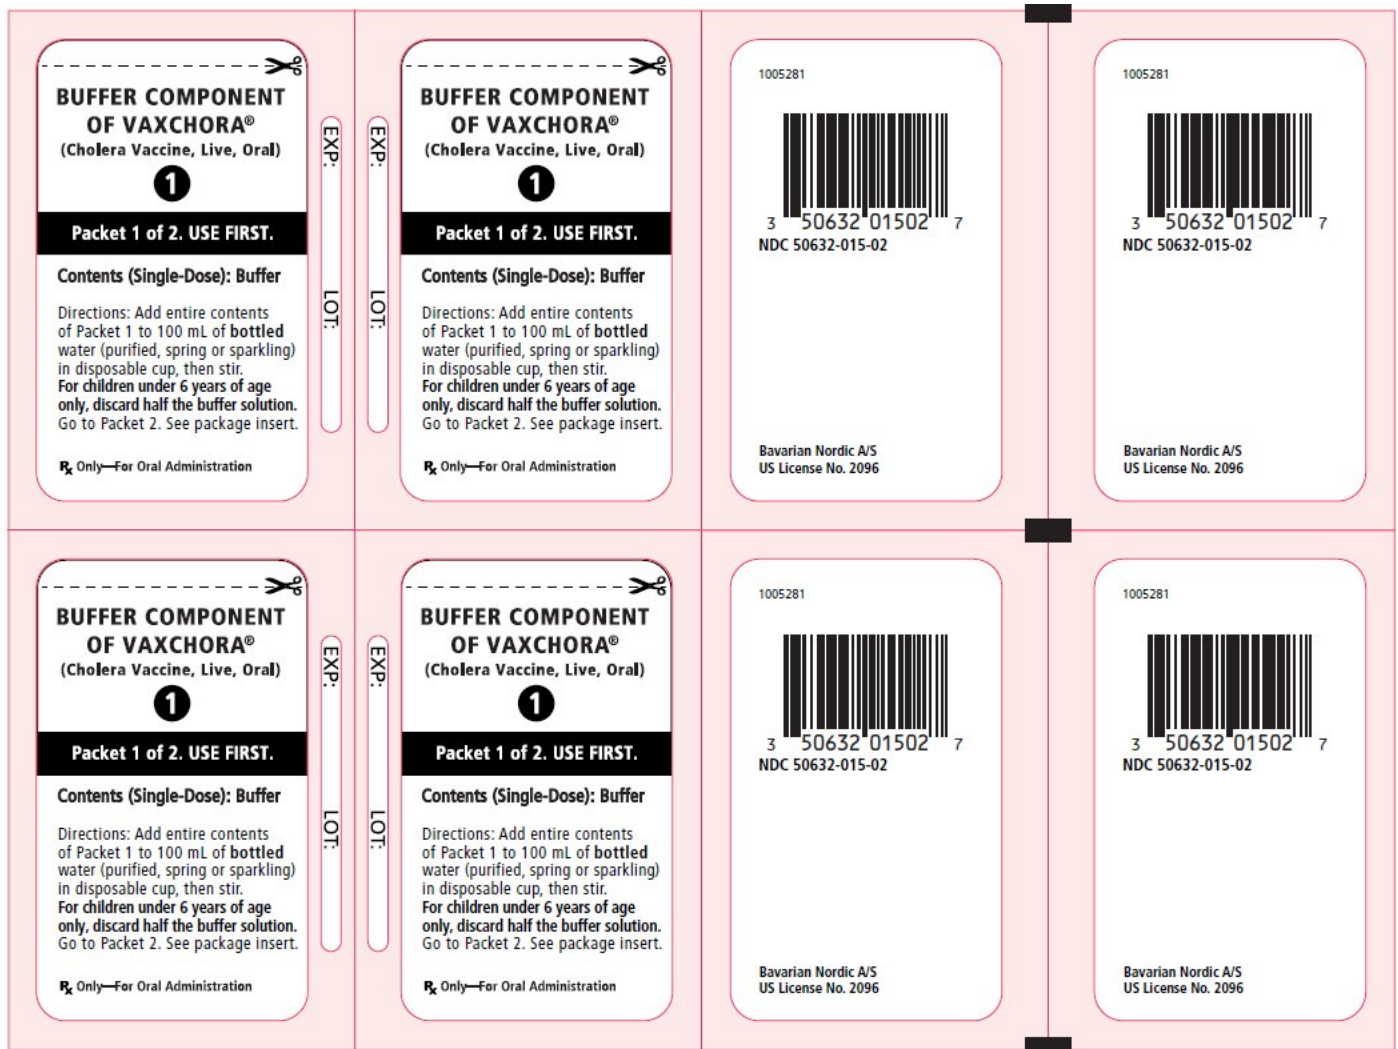 BUFFER COMPONENT
OF VAXCHORA®
(Cholera Vaccine, Live, Oral)
1
Packet 1 of 2. USE FIRST.
Contents (Single-Dose): Buffer
Directions: Add entire contents
of Packet 1 to 100 mL of bottled
water (purified, spring or sparkling)
in disposable cup, then stir.
For children under 6 years of age
only, discard half the buffer solution.
Go to Packet 2. See package insert.
Rx Only—For Oral Administration
EXP:
LOT:
EXP:
LOT:
BUFFER COMPONENT
OF VAXCHORA®
(Cholera Vaccine, Live, Oral)
1
Packet 1 of 2. USE FIRST.
Contents (Single-Dose): Buffer
Directions: Add entire contents
of Packet 1 to 100 mL of bottled
water (purified, spring or sparkling)
in disposable cup, then stir.
For children under 6 years of age
only, discard half the buffer solution.
Go to Packet 2. See package insert.
Rx Only—For Oral Administration
1005281
3 50632 01502 7
NDC 50632-015-02
Bavarian Nordic A/S
US License No. 2096
1005281
3 50632 01502 7
NDC 50632-015-02
Bavarian Nordic A/S
US License No. 2096
BUFFER COMPONENT
OF VAXCHORA®
(Cholera Vaccine, Live, Oral)
1
Packet 1 of 2. USE FIRST.
Contents (Single-Dose): Buffer
Directions: Add entire contents
of Packet 1 to 100 mL of bottled
water (purified, spring or sparkling)
in disposable cup, then stir.
For children under 6 years of age
only, discard half the buffer solution.
Go to Packet 2. See package insert.
Rx Only—For Oral Administration
EXP:
LOT:
EXP:
LOT:
BUFFER COMPONENT
OF VAXCHORA®
(Cholera Vaccine, Live, Oral)
1
Packet 1 of 2. USE FIRST.
Contents (Single-Dose): Buffer
Directions: Add entire contents
of Packet 1 to 100 mL of bottled
water (purified, spring or sparkling)
in disposable cup, then stir.
For children under 6 years of age
only, discard half the buffer solution.
Go to Packet 2. See package insert.
Rx Only—For Oral Administration
1005281
3 50632 01502 7
NDC 50632-015-02
Bavarian Nordic A/S
US License No. 2096
1005281
3 50632 01502 7
NDC 50632-015-02
Bavarian Nordic A/S
US License No. 2096